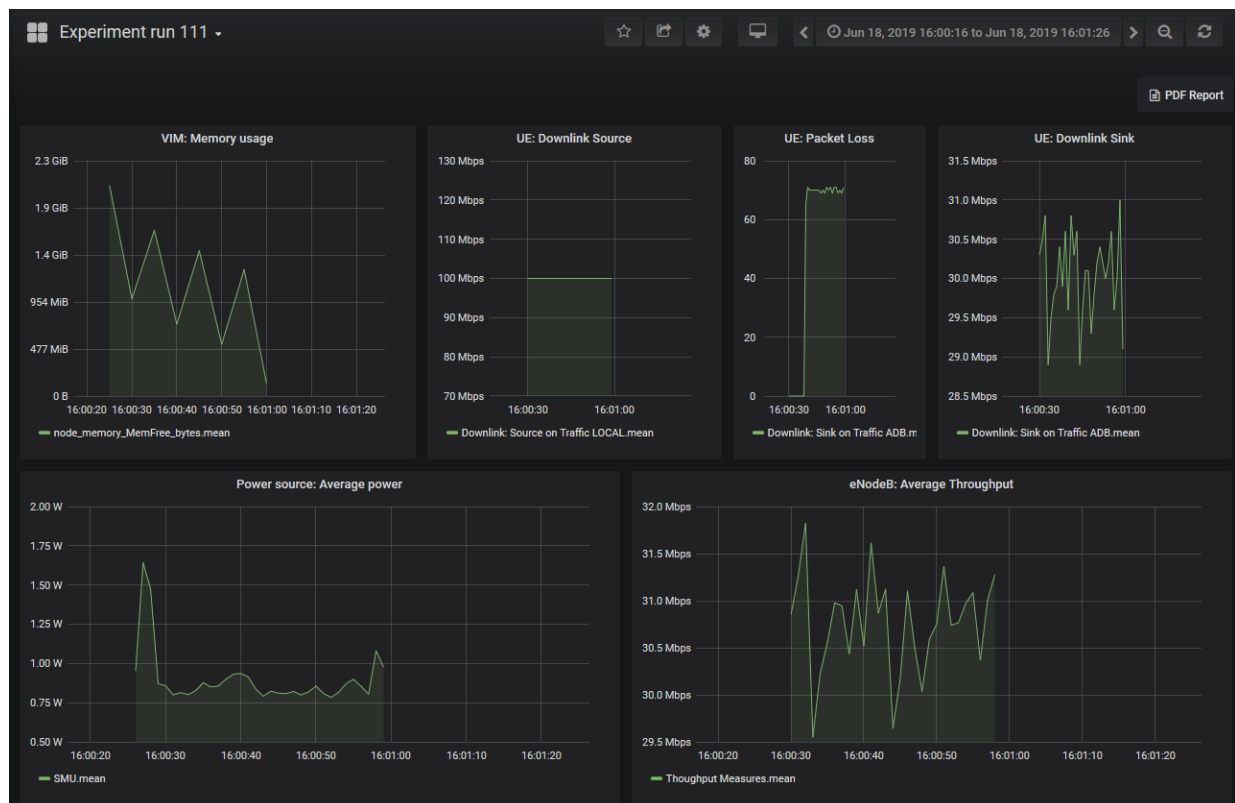 Experiment run 111
Jun 18, 2019 16:00:16 to Jun 18, 2019 16:01:26
PDF Report
VIM: Memory usage
2.3 GiB
1.9 GiB
1.4 GiB
954 MiB
477 MiB
0 B
16:00:20 16:00:30 16:00:40 16:00:50 16:01:00 16:01:10 16:01:20
node_memory_MemFree_bytes.mean
UE: Downlink Source
130 Mbps
120 Mbps
110 Mbps
100 Mbps
90 Mbps
80 Mbps
70 Mbps
16:00:30 16:01:00
Downlink: Source on Traffic LOCAL.mean
UE: Packet Loss
80
60
40
20
0
16:00:30 16:01:00
Downlink: Sink on Traffic ADB.m
UE: Downlink Sink
31.5 Mbps
31.0 Mbps
30.5 Mbps
30.0 Mbps
29.5 Mbps
29.0 Mbps
28.5 Mbps
16:00:30 16:01:00
Downlink: Sink on Traffic ADB.mean
Power source: Average power
2.00 W
1.75 W
1.50 W
1.25 W
1.00 W
0.75 W
0.50 W
16:00:20 16:00:30 16:00:40 16:00:50 16:01:00 16:01:10 16:01:20
SMU.mean
eNodeB: Average Throughput
32.0 Mbps
31.5 Mbps
31.0 Mbps
30.5 Mbps
30.0 Mbps
29.5 Mbps
16:00:20 16:00:30 16:00:40 16:00:50 16:01:00 16:01:10 16:01:20
Thoughput Measures.mean